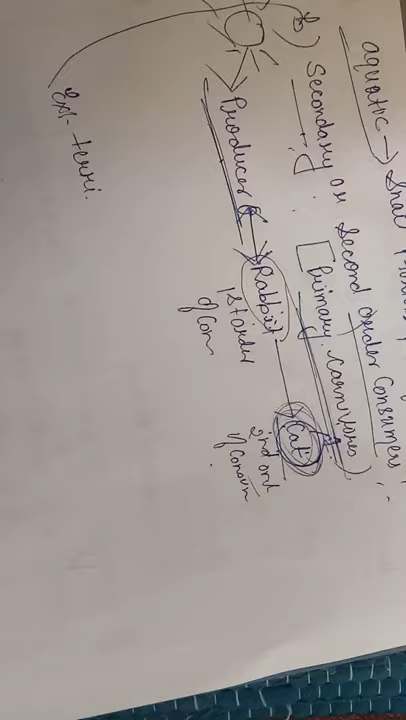 aquatic → Snail
b) Secondary or Second order Consumers:-
[Primary carnivores)
Producer → Rabbit → Cat
1st order of Con
2nd ord of Consum
Ex:- terri.